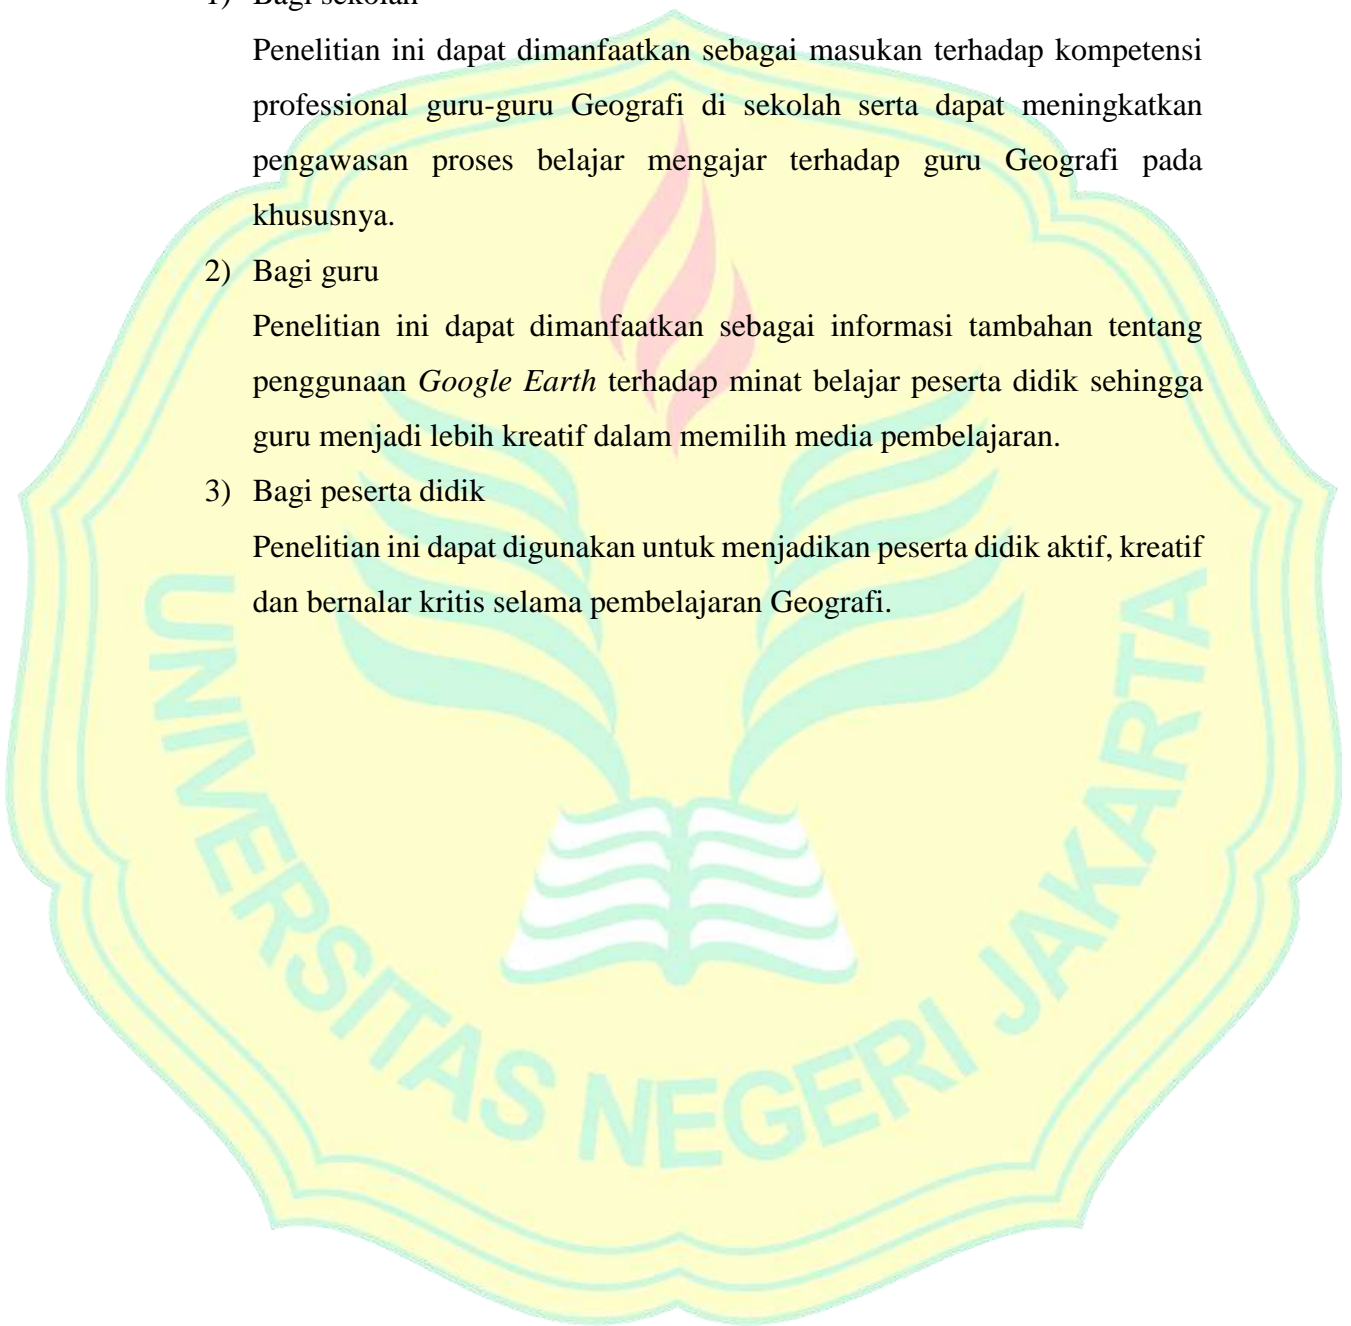 1) Bagi sekolah
Penelitian ini dapat dimanfaatkan sebagai masukan terhadap kompetensi
professional guru-guru Geografi di sekolah serta dapat meningkatkan
pengawasan proses belajar mengajar terhadap guru Geografi pada
khususnya.
2) Bagi guru
Penelitian ini dapat dimanfaatkan sebagai informasi tambahan tentang
penggunaan Google Earth terhadap minat belajar peserta didik sehingga
guru menjadi lebih kreatif dalam memilih media pembelajaran.
3) Bagi peserta didik
Penelitian ini dapat digunakan untuk menjadikan peserta didik aktif, kreatif
dan bernalar kritis selama pembelajaran Geografi.
UNIVERSITAS NEGERI JAKARTA